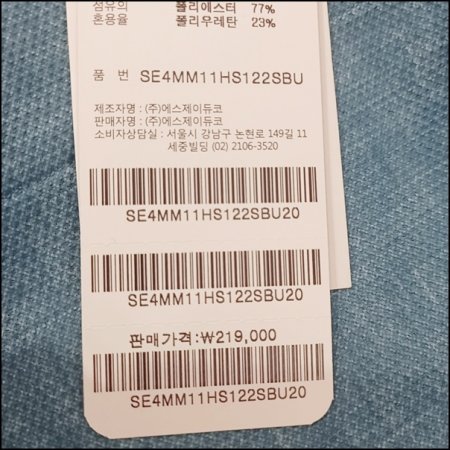 섬유의 폴리에스터 77%
혼용율 폴리우레탄 23%
품 번 SE4MM11HS122SBU
제조자명 : (주)에스제이듀코
판매자명 : (주)에스제이듀코
소비자상담실 : 서울시 강남구 논현로 149길 11
세중빌딩 (02) 2106-3520
SE4MM11HS122SBU20
SE4MM11HS122SBU20
판매가격:₩219,000
SE4MM11HS122SBU20